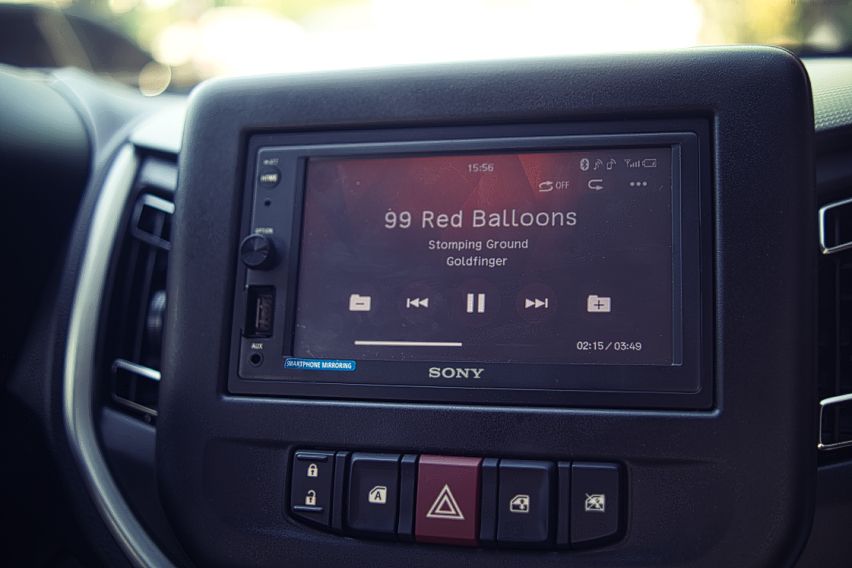 15:56
HOME
OFF
99 Red Balloons
OPTION
Stomping Ground
Goldfinger
02:15/03:49
AUX
SMARTPHONE MIRRORING
SONY
A